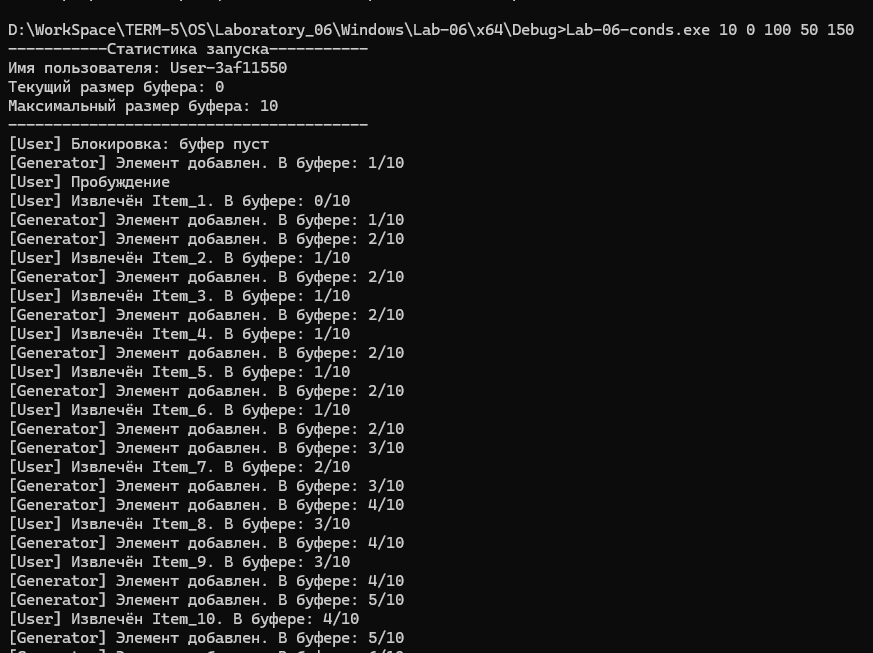 D:\WorkSpace\TERM-5\OS\Laboratory_06\Windows\Lab-06\x64\Debug>Lab-06-conds.exe 10 0 100 50 150
-----------Статистика запуска-----------
Имя пользователя: User-3af11550
Текущий размер буфера: 0
Максимальный размер буфера: 10
----------------------------------------
[User] Блокировка: буфер пуст
[Generator] Элемент добавлен. В буфере: 1/10
[User] Пробуждение
[User] Извлечён Item_1. В буфере: 0/10
[Generator] Элемент добавлен. В буфере: 1/10
[Generator] Элемент добавлен. В буфере: 2/10
[User] Извлечён Item_2. В буфере: 1/10
[Generator] Элемент добавлен. В буфере: 2/10
[User] Извлечён Item_3. В буфере: 1/10
[Generator] Элемент добавлен. В буфере: 2/10
[User] Извлечён Item_4. В буфере: 1/10
[Generator] Элемент добавлен. В буфере: 2/10
[User] Извлечён Item_5. В буфере: 1/10
[Generator] Элемент добавлен. В буфере: 2/10
[User] Извлечён Item_6. В буфере: 1/10
[Generator] Элемент добавлен. В буфере: 2/10
[Generator] Элемент добавлен. В буфере: 3/10
[User] Извлечён Item_7. В буфере: 2/10
[Generator] Элемент добавлен. В буфере: 3/10
[Generator] Элемент добавлен. В буфере: 4/10
[User] Извлечён Item_8. В буфере: 3/10
[Generator] Элемент добавлен. В буфере: 4/10
[User] Извлечён Item_9. В буфере: 3/10
[Generator] Элемент добавлен. В буфере: 4/10
[Generator] Элемент добавлен. В буфере: 5/10
[User] Извлечён Item_10. В буфере: 4/10
[Generator] Элемент добавлен. В буфере: 5/10